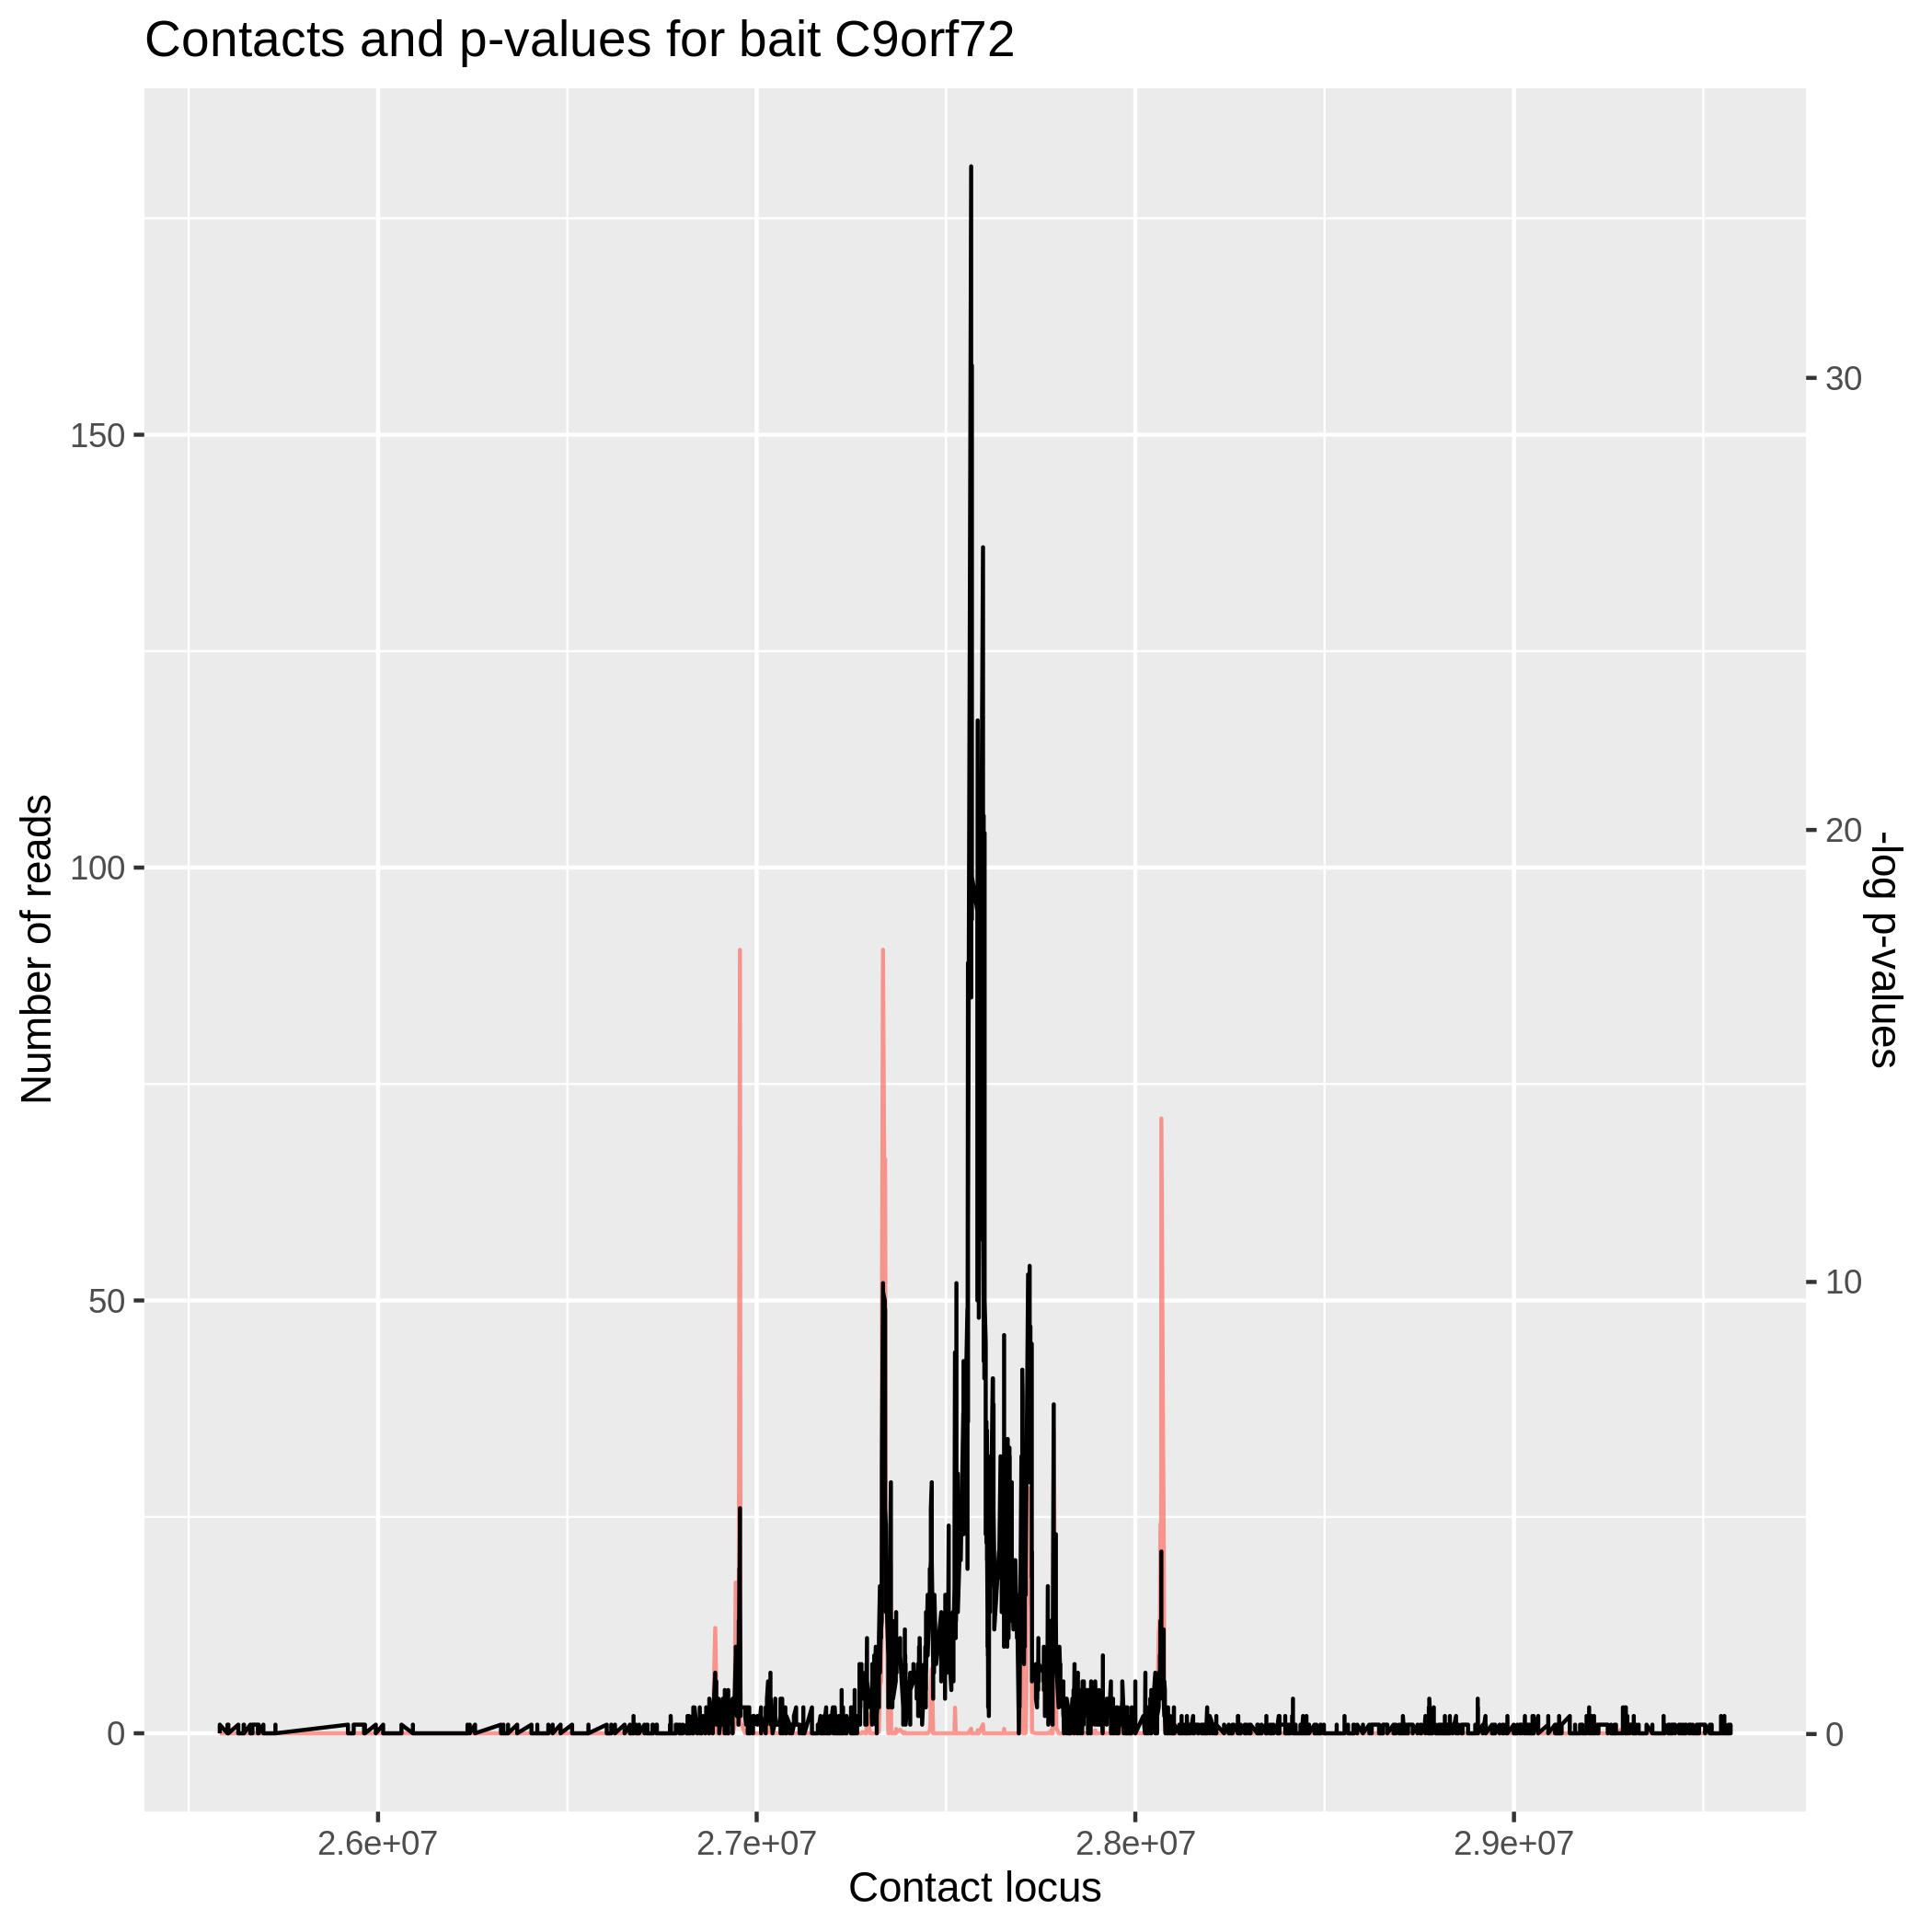 Contacts and p-values for bait C9orf72
Number of reads
150
100
50
0
30
20
10
0
-log p-values
2.6e+07 2.7e+07 2.8e+07 2.9e+07
Contact locus